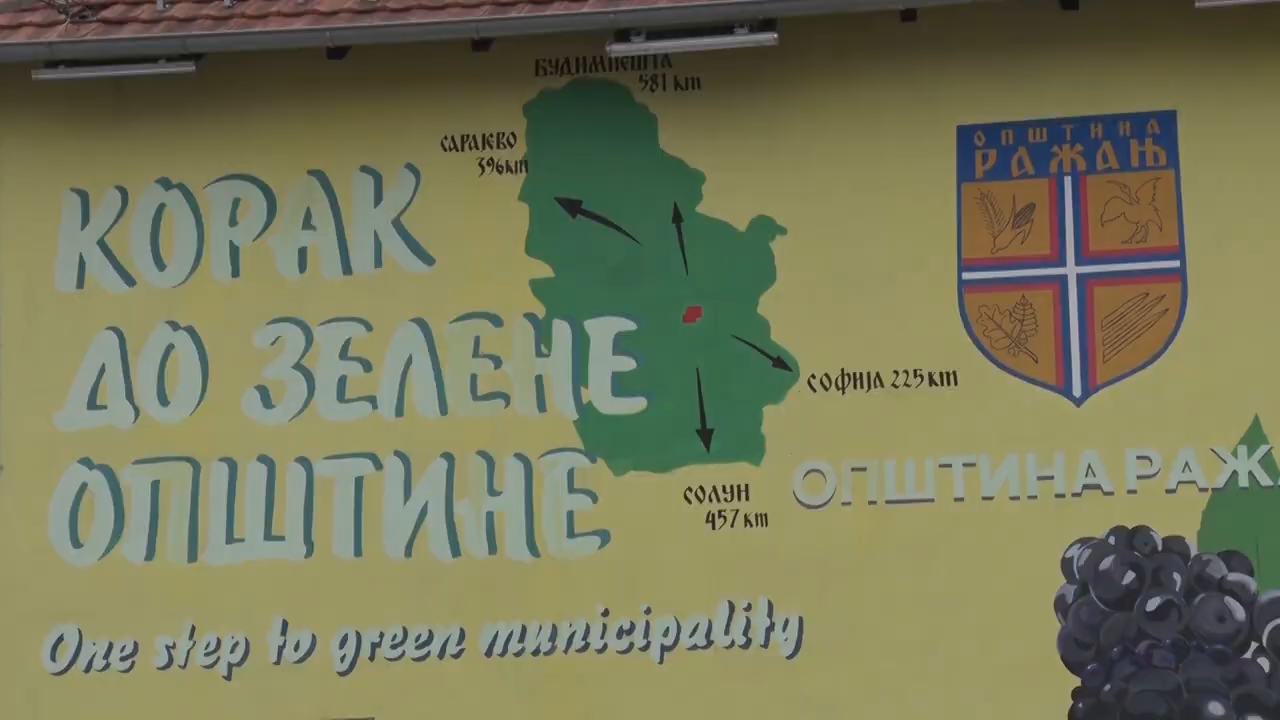 БУДИМПЕШТА
581 km
САРАЈЕВО
396km
ОПШТИНА
РАЖАЊ
КОРАК
ДО ЗЕЛЕНЕ
ОПШТИНЕ
СОФИЈА 225 km
СОЛУН
457 km
ОПШТИНА РАЖ
One step to green municipality